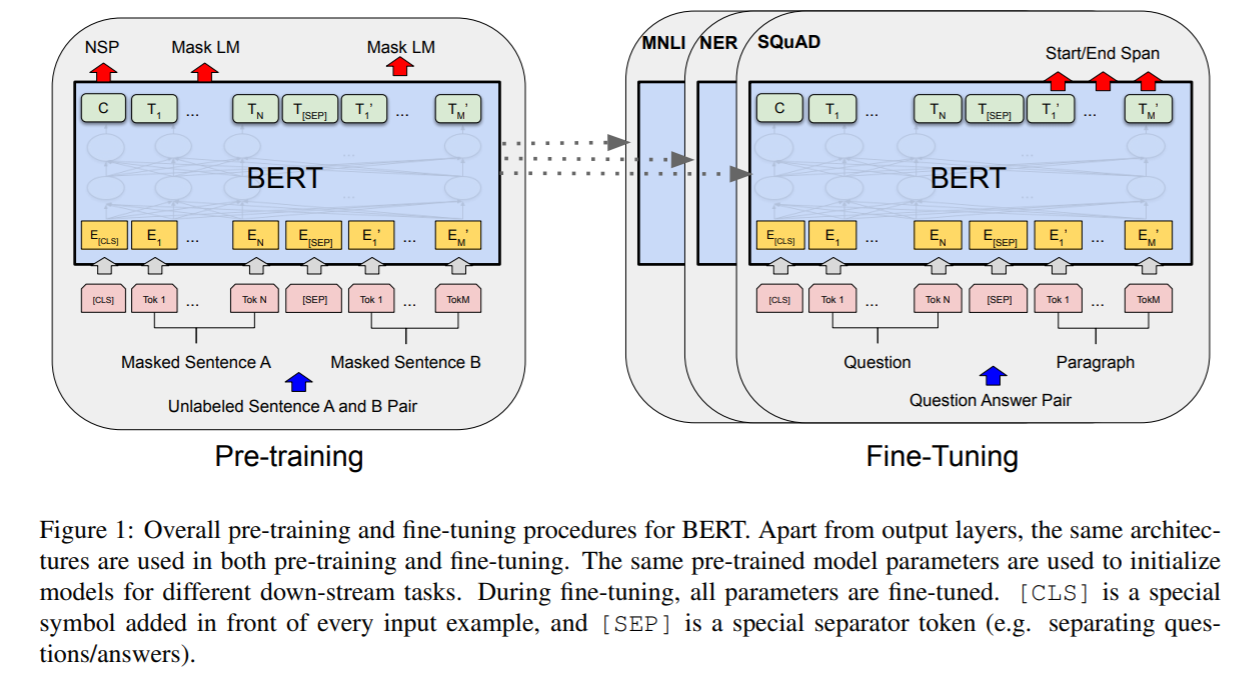 NSP Mask LM Mask LM
C T1 ... TN T[SEP] T1' ... TM'
...
...
BERT
E[CLS] E1 ... EN E[SEP] E1' ... EM'
[CLS] Tok 1 ... Tok N [SEP] Tok 1 ... TokM
Masked Sentence A Masked Sentence B
Unlabeled Sentence A and B Pair
Pre-training
MNLI NER SQuAD
Start/End Span
C T1 ... TN T[SEP] T1' ... TM'
...
...
BERT
E[CLS] E1 ... EN E[SEP] E1' ... EM'
[CLS] Tok 1 ... Tok N [SEP] Tok 1 ... TokM
Question Paragraph
Question Answer Pair
Fine-Tuning
Figure 1: Overall pre-training and fine-tuning procedures for BERT. Apart from output layers, the same architec-
tures are used in both pre-training and fine-tuning. The same pre-trained model parameters are used to initialize
models for different down-stream tasks. During fine-tuning, all parameters are fine-tuned. [CLS] is a special
symbol added in front of every input example, and [SEP] is a special separator token (e.g. separating ques-
tions/answers).